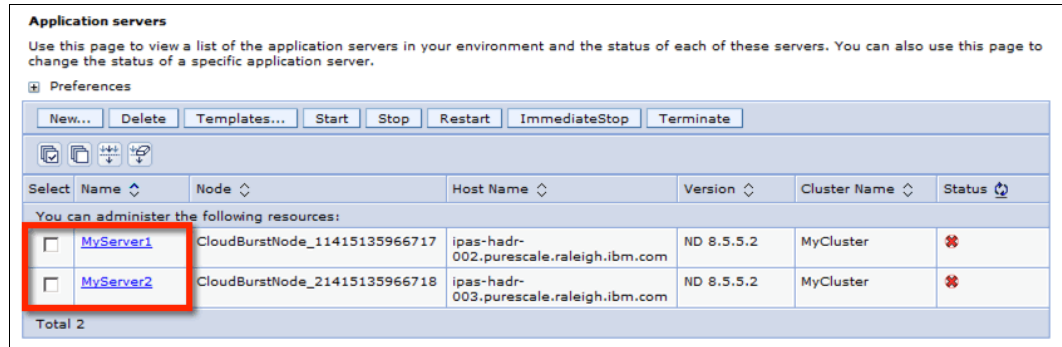 Application servers
Use this page to view a list of the application servers in your environment and the status of each of these servers. You can also use this page to
change the status of a specific application server.
Preferences
New... Delete Templates... Start Stop Restart ImmediateStop Terminate
Select Name Node Host Name Version Cluster Name Status
You can administer the following resources:
MyServer1 CloudBurstNode_11415135966717 ipas-hadr- ND 8.5.5.2 MyCluster
002.purescale.raleigh.ibm.com
MyServer2 CloudBurstNode_21415135966718 ipas-hadr- ND 8.5.5.2 MyCluster
003.purescale.raleigh.ibm.com
Total 2